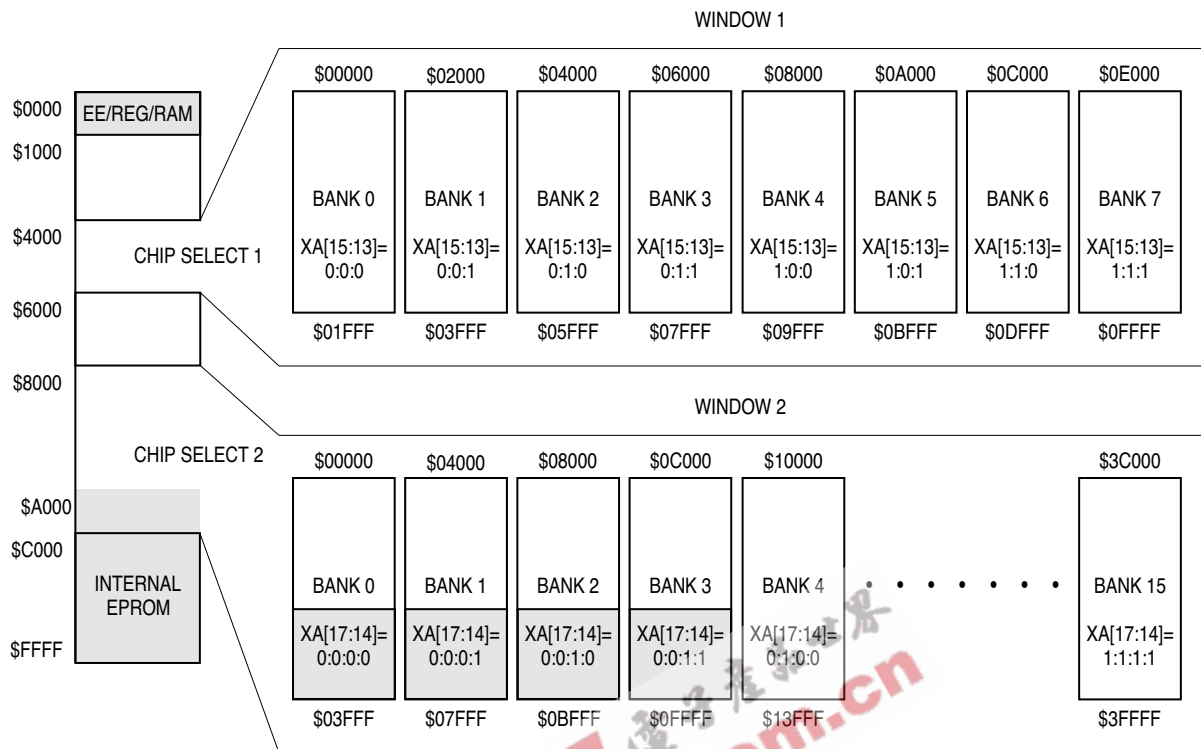 WINDOW 1
$00000 $02000 $04000 $06000 $08000 $0A000 $0C000 $0E000
$0000
EE/REG/RAM
$1000
BANK 0 BANK 1 BANK 2 BANK 3 BANK 4 BANK 5 BANK 6 BANK 7
$4000
CHIP SELECT 1
XA[15:13]= XA[15:13]= XA[15:13]= XA[15:13]= XA[15:13]= XA[15:13]= XA[15:13]= XA[15:13]=
0:0:0 0:0:1 0:1:0 0:1:1 1:0:0 1:0:1 1:1:0 1:1:1
$6000
$01FFF $03FFF $05FFF $07FFF $09FFF $0BFFF $0DFFF $0FFFF
$8000
WINDOW 2
CHIP SELECT 2
$00000 $04000 $08000 $0C000 $10000 $3C000
$A000
$C000
INTERNAL
EPROM
BANK 0 BANK 1 BANK 2 BANK 3 BANK 4 . . . . . . . BANK 15
XA[17:14]= XA[17:14]= XA[17:14]= XA[17:14]= XA[17:14]= XA[17:14]=
0:0:0:0 0:0:0:1 0:0:1:0 0:0:1:1 0:1:0:0 1:1:1:1
$FFFF
$03FFF $07FFF $0BFFF $0FFFF $13FFF $3FFFF
電子產品世界
m.cn